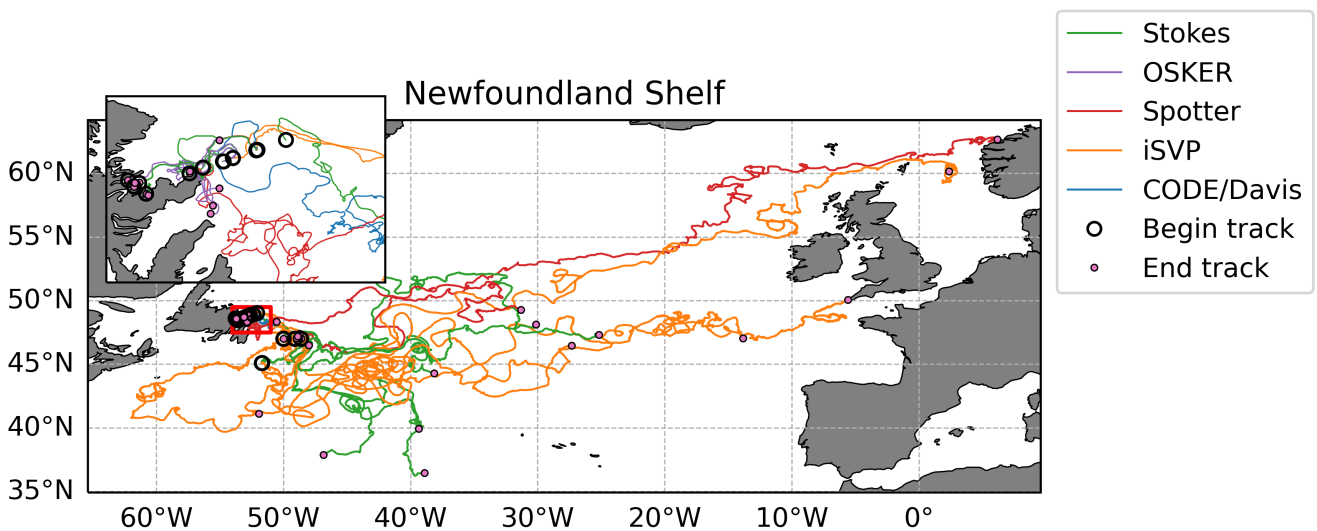 Newfoundland Shelf
Stokes
OSKER
Spotter
iSVP
CODE/Davis
Begin track
End track
60°N
55°N
50°N
45°N
40°N
35°N
60°W 50°W 40°W 30°W 20°W 10°W 0°